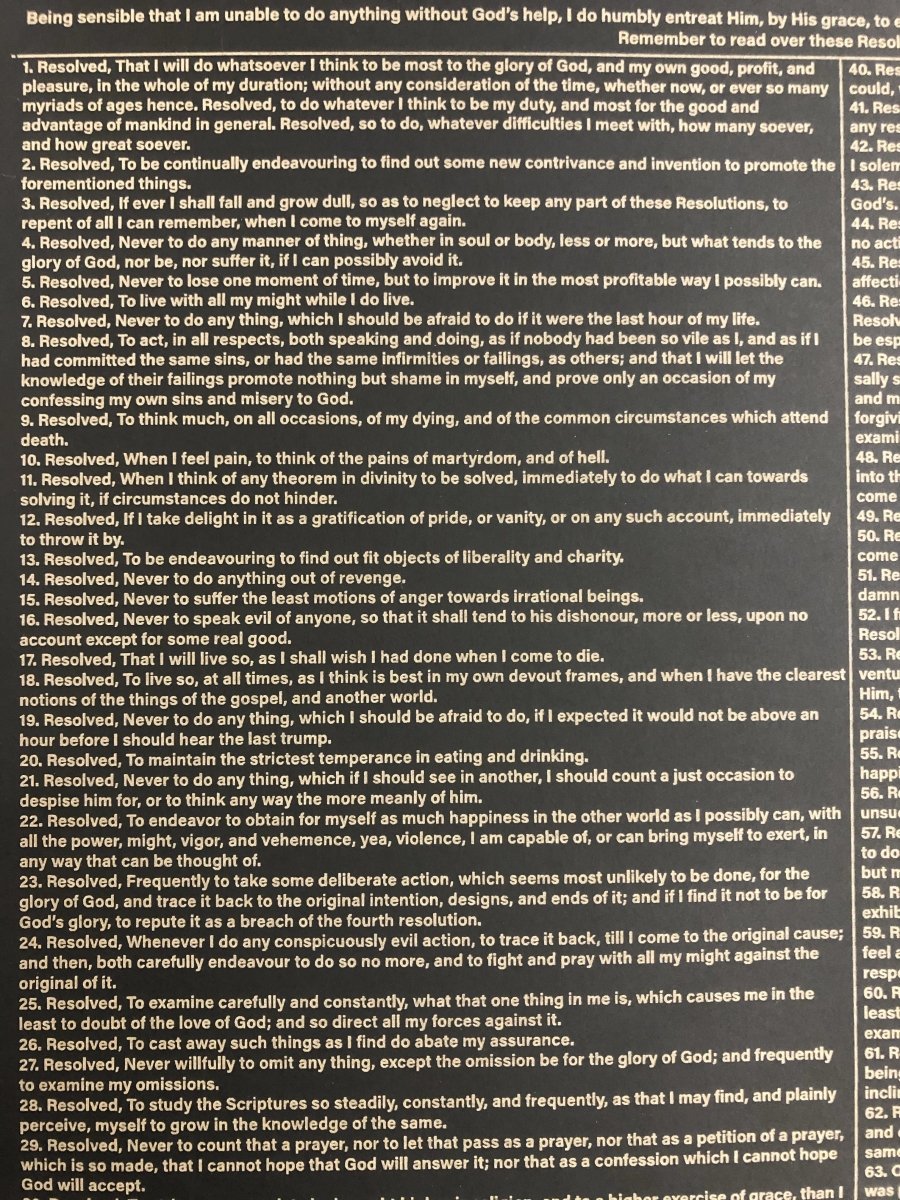 Being sensible that I am unable to do anything without God's help, I do humbly entreat Him, by His grace, to
Remember to read over these
1. Resolved, That I will do whatsoever I think to be most to the glory of God, and my own good, profit, and
pleasure, in the whole of my duration; without any consideration of the time, whether now, or ever so many
myriads of ages hence. Resolved, to do whatever I think to be my duty, and most for the good and
advantage of mankind in general. Resolved, so to do, whatever difficulties I meet with, how many soever,
and how great soever.
2. Resolved, To be continually endeavouring to find out some new contrivance and invention to promote the
forementioned things.
3. Resolved, If ever I shall fall and grow dull, so as to neglect to keep any part of these Resolutions, to
repent of all I can remember, when I come to myself again.
4. Resolved, Never to do any manner of thing, whether in soul or body, less or more, but what tends to the
glory of God, nor be, nor suffer it, if I can possibly avoid it.
5. Resolved, Never to lose one moment of time, but to improve it in the most profitable way I possibly can.
6. Resolved, To live with all my might while I do live.
7. Resolved, Never to do any thing, which I should be afraid to do if it were the last hour of my life.
8. Resolved, To act, in all respects, both speaking and doing, as if nobody had been so vile as I, and as if I
had committed the same sins, or had the same infirmities or failings, as others; and that I will let the
knowledge of their failings promote nothing but shame in myself, and prove only an occasion of my
confessing my own sins and misery to God.
9. Resolved, To think much, on all occasions, of my dying, and of the common circumstances which attend
death.
10. Resolved, When I feel pain, to think of the pains of martyrdom, and of hell.
11. Resolved, When I think of any theorem in divinity to be solved, immediately to do what I can towards
solving it, if circumstances do not hinder.
12. Resolved, If I take delight in it as a gratification of pride, or vanity, or on any such account, immediately
to throw it by.
13. Resolved, To be endeavouring to find out fit objects of liberality and charity.
14. Resolved, Never to do anything out of revenge.
15. Resolved, Never to suffer the least motions of anger towards irrational beings.
16. Resolved, Never to speak evil of anyone, so that it shall tend to his dishonour, more or less, upon no
account except for some real good.
17. Resolved, That I will live so, as I shall wish I had done when I come to die.
18. Resolved, To live so, at all times, as I think is best in my own devout frames, and when I have the clearest
notions of the things of the gospel, and another world.
19. Resolved, Never to do any thing, which I should be afraid to do, if I expected it would not be above an
hour before I should hear the last trump.
20. Resolved, To maintain the strictest temperance in eating and drinking.
21. Resolved, Never to do any thing, which if I should see in another, I should count a just occasion to
despise him for, or to think any way the more meanly of him.
22. Resolved, To endeavor to obtain for myself as much happiness in the other world as I possibly can, with
all the power, might, vigor, and vehemence, yea, violence, I am capable of, or can bring myself to exert, in
any way that can be thought of.
23. Resolved, Frequently to take some deliberate action, which seems most unlikely to be done, for the
glory of God, and trace it back to the original intention, designs, and ends of it; and if I find it not to be for
God's glory, to repute it as a breach of the fourth resolution.
24. Resolved, Whenever I do any conspicuously evil action, to trace it back, till I come to the original cause;
and then, both carefully endeavour to do so no more, and to fight and pray with all my might against the
original of it.
25. Resolved, To examine carefully and constantly, what that one thing in me is, which causes me in the
least to doubt of the love of God; and so direct all my forces against it.
26. Resolved, To cast away such things as I find do abate my assurance.
27. Resolved, Never willfully to omit any thing, except the omission be for the glory of God; and frequently
to examine my omissions.
28. Resolved, To study the Scriptures so steadily, constantly, and frequently, as that I may find, and plainly
perceive, myself to grow in the knowledge of the same.
29. Resolved, Never to count that a prayer, nor to let that pass as a prayer, nor that as a petition of a prayer,
which is so made, that I cannot hope that God will answer it; nor that as a confession which I cannot hope
God will accept.
40.
could,
41.
any
42.
I
43.
God's.
44.
no
45.
46.
be
47.
and
48.
into
come
49.
50.
come
51.
52. I
53.
Him,
54.
55.
56.
57.
to do
but
58.
59.
feel
60.
least
61.
62.
and
63.
was